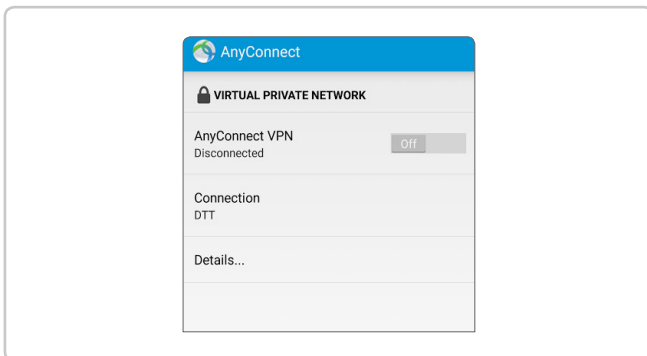 AnyConnect
VIRTUAL PRIVATE NETWORK
AnyConnect VPN
Off
Disconnected
Connection
DTT
Details...